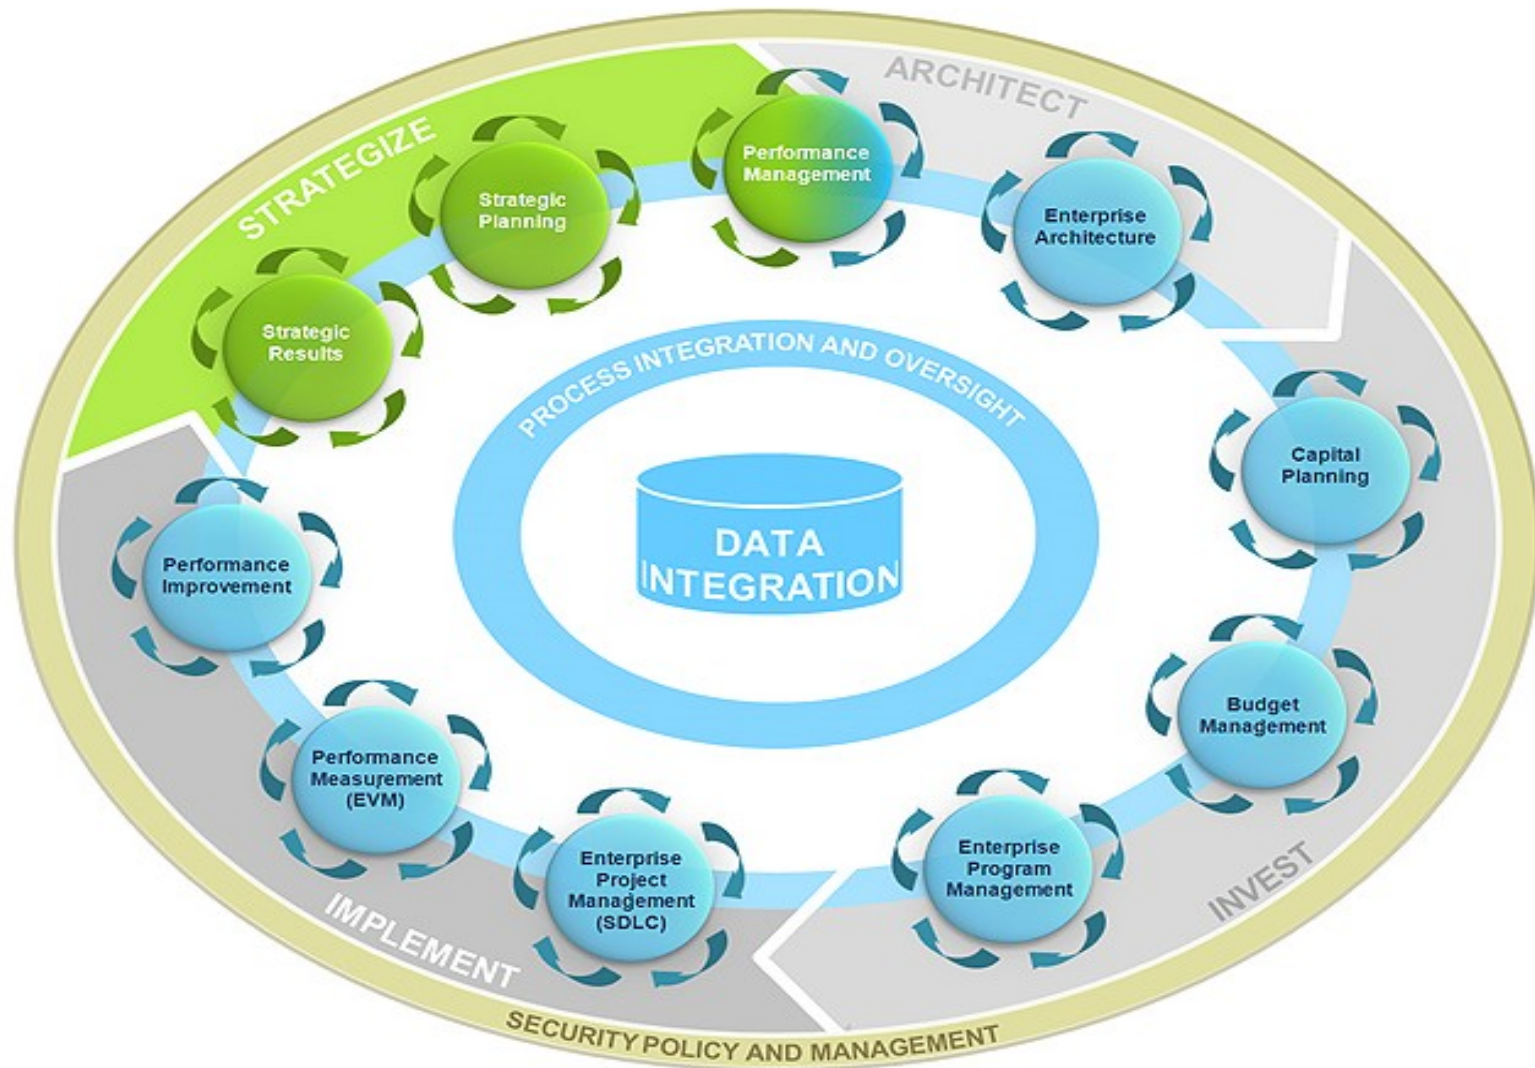 STRATEGIZE
ARCHITECT
Performance
Management
Strategic
Planning
Enterprise
Architecture
Strategic
Results
PROCESS INTEGRATION AND OVERSIGHT
DATA
INTEGRATION
Capital
Planning
Performance
Improvement
Budget
Management
Performance
Measurement
(EVM)
Enterprise
Project
Management
(SDLC)
Enterprise
Program
Management
IMPLEMENT
INVEST
SECURITY POLICY AND MANAGEMENT